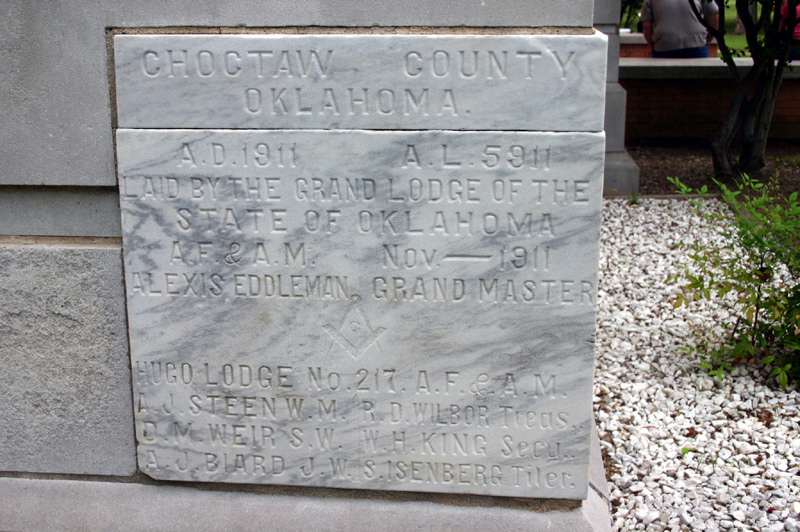 CHOCTAW COUNTY
OKLAHOMA.
A.D. 1911 A.L. 5911
LAID BY THE GRAND LODGE OF THE
STATE OF OKLAHOMA
A.F. & A.M. Nov. — 1911
ALEXIS EDDLEMAN, GRAND MASTER
G
HUGO LODGE No. 217. A.F. & A.M.
A.J. STEEN W.M. R.D. WILBOR Treas.
D.M. WEIR S.W. W.H. KING Secy.
A.J. BIARD J.W. S. ISENBERG Tiler.